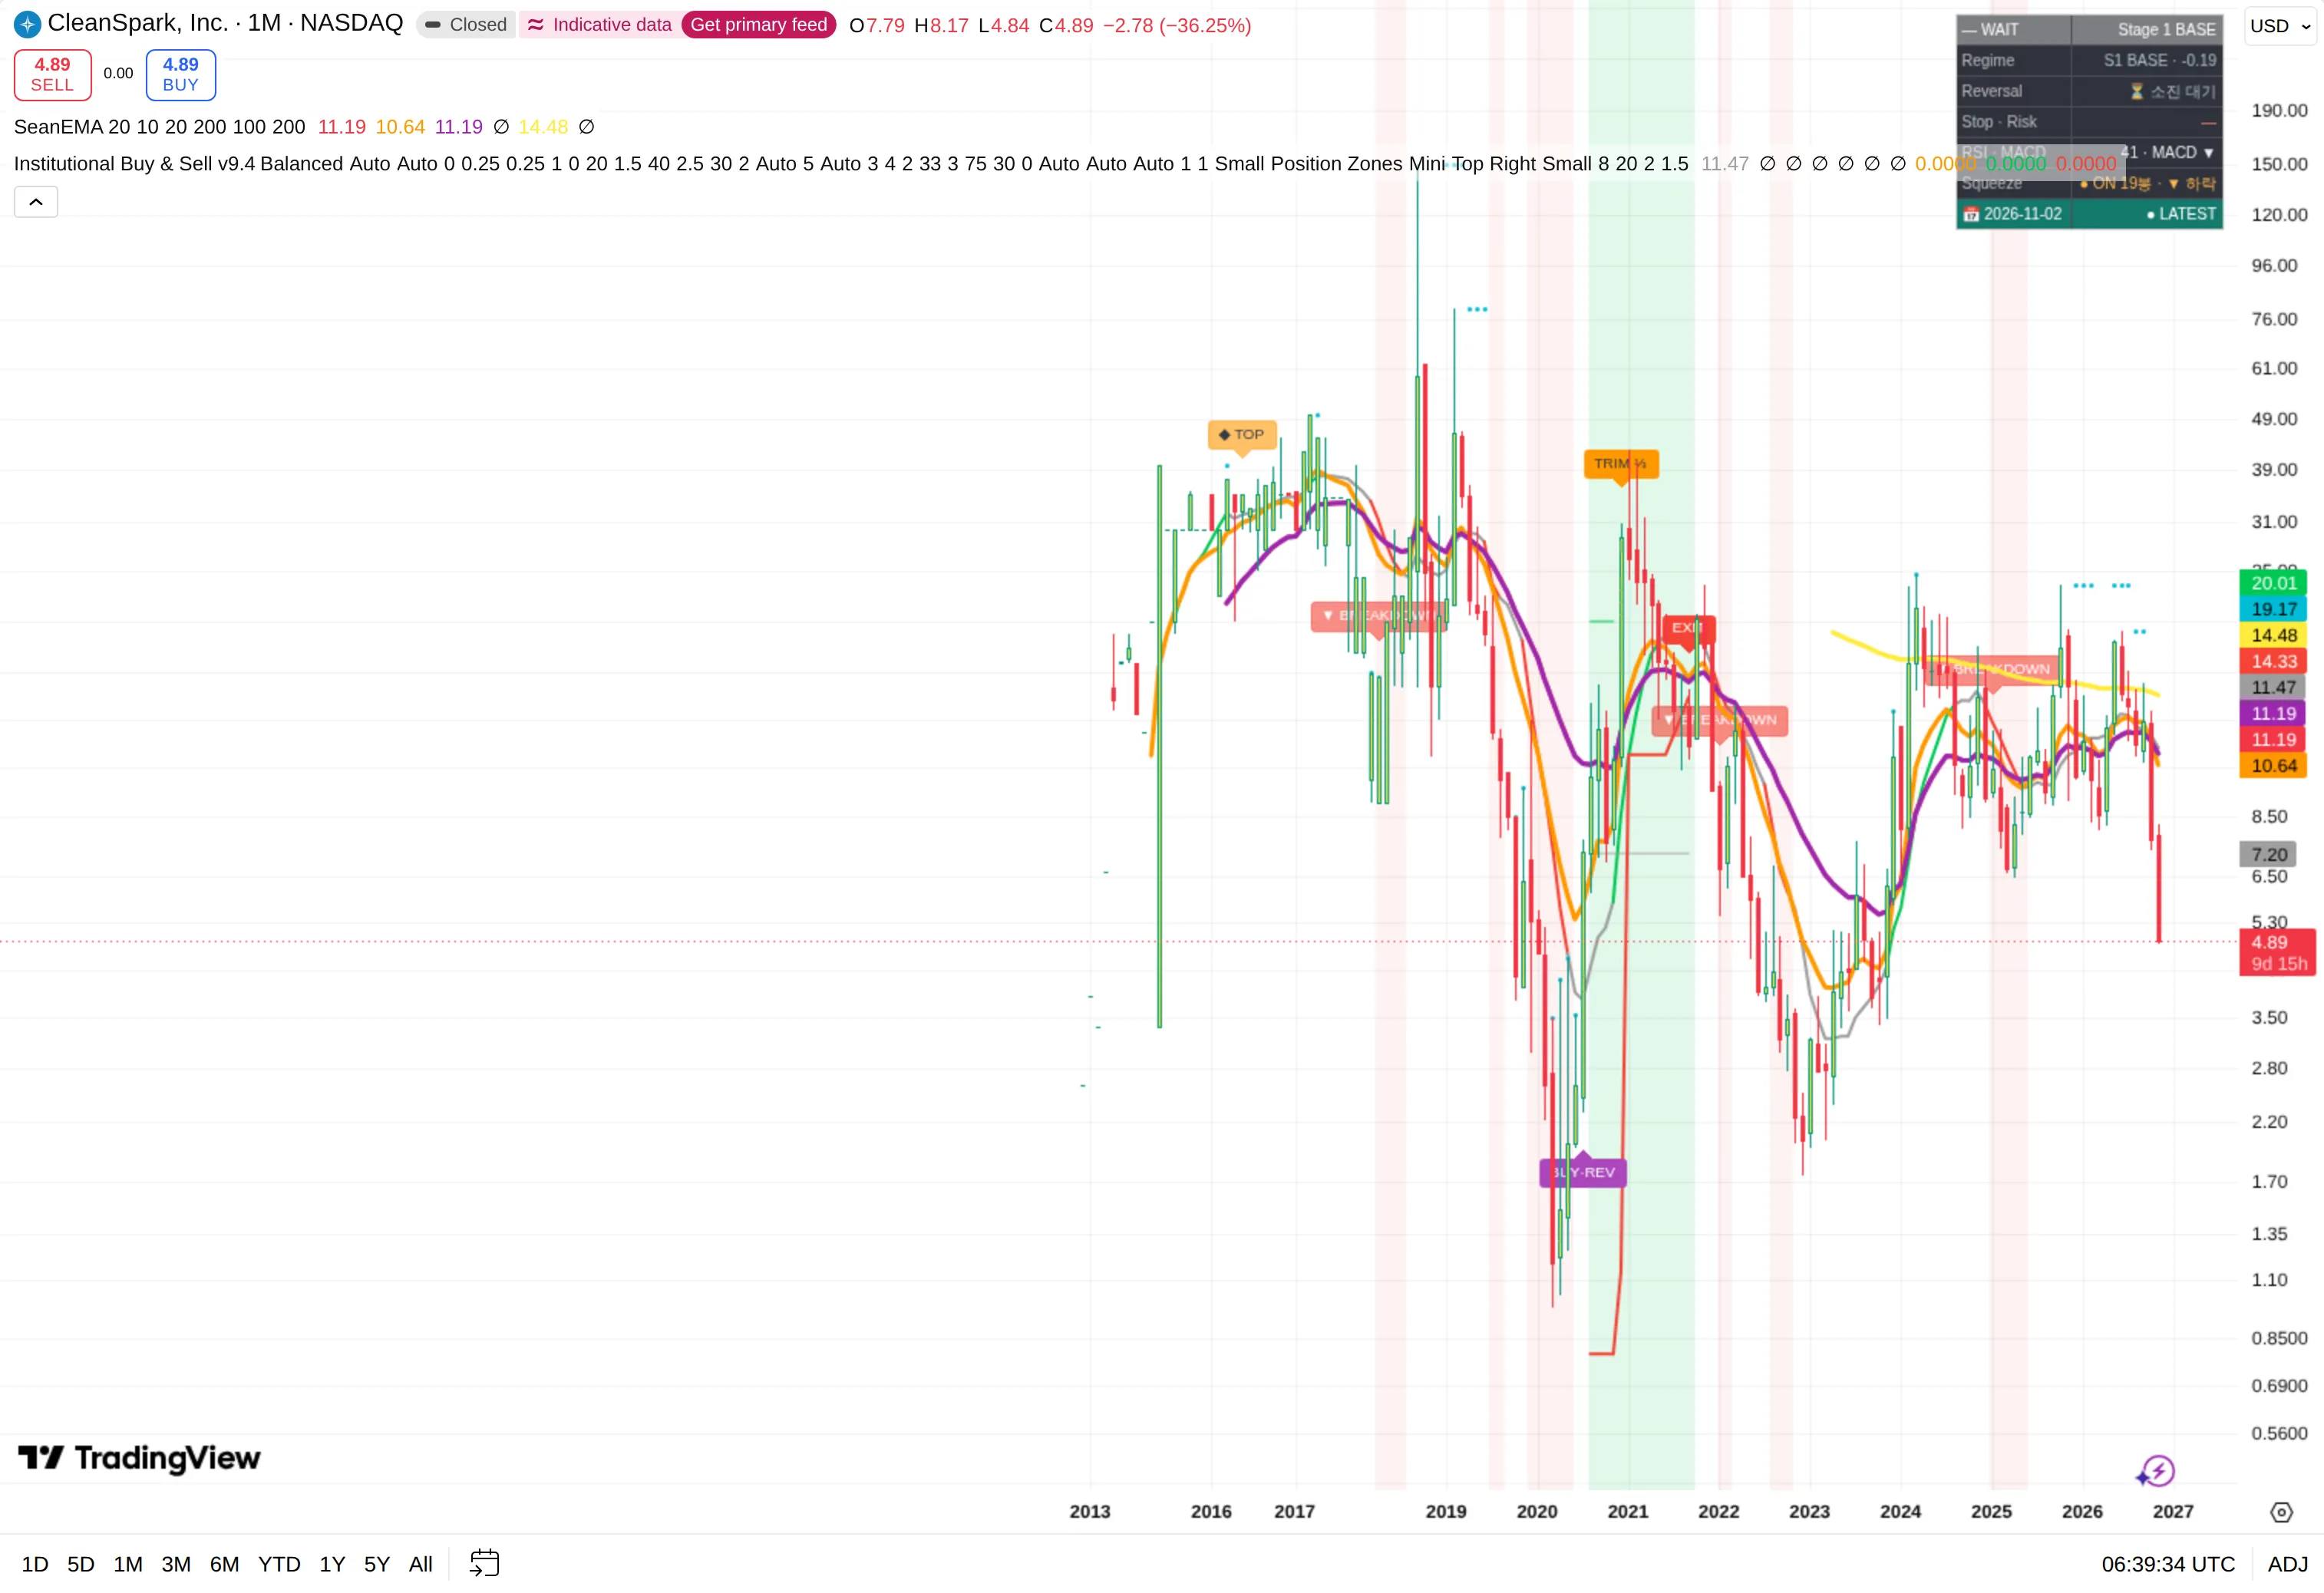 CleanSpark, Inc. · 1M · NASDAQ Closed Indicative data Get primary feed O7.79 H8.17 L4.84 C4.89 −2.78 (−36.25%)
4.89 SELL 0.00 4.89 BUY
SeanEMA 20 10 20 200 100 200 11.19 10.64 11.19 ∅ 14.48 ∅
Institutional Buy & Sell v9.4 Balanced Auto Auto 0 0.25 0.25 1 0 20 1.5 40 2.5 30 2 Auto 5 Auto 3 4 2 33 3 75 30 0 Auto Auto Auto 1 1 Small Position Zones Mini Top Right Small 8 20 2 1.5 11.47 ∅ ∅ ∅ ∅ ∅ ∅ 0.0000 0.0000 0.0000
— WAIT Stage 1 BASE
Regime S1 BASE · -0.19
Reversal ⏳ 소진 대기
Stop · Risk —
RSI · MACD 41 · MACD ▼
Squeeze ● ON 19봉 · ▼ 하락
📅 2026-11-02 ● LATEST
USD
190.00
150.00
120.00
96.00
76.00
61.00
49.00
39.00
31.00
20.01
19.17
14.48
14.33
11.47
11.19
11.19
10.64
8.50
7.20
6.50
5.30
4.89
9d 15h
3.50
2.80
2.20
1.70
1.35
1.10
0.8500
0.6900
0.5600
◆ TOP
TRIM ⅓
▼ BREAKDOWN
EXIT
▼ BREAKDOWN
BREAKDOWN
BUY-REV
TradingView
2013 2016 2017 2019 2020 2021 2022 2023 2024 2025 2026 2027
1D 5D 1M 3M 6M YTD 1Y 5Y All
06:39:34 UTC ADJ